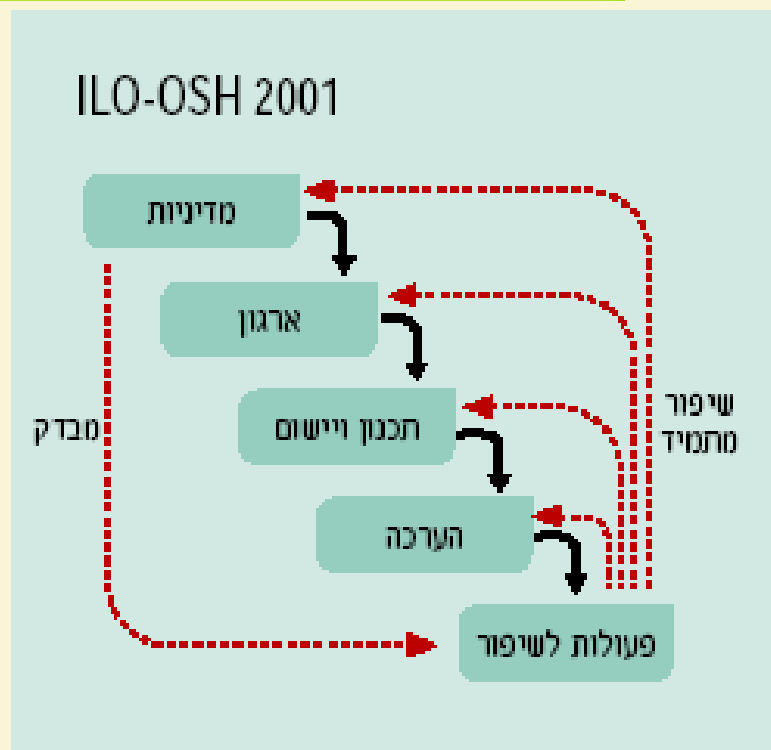 ILO-OSH 2001
מדיניות
ארגון
תכנון ויישום
הערכה
פעולות לשיפור
מבדק
שיפור
מתמיד